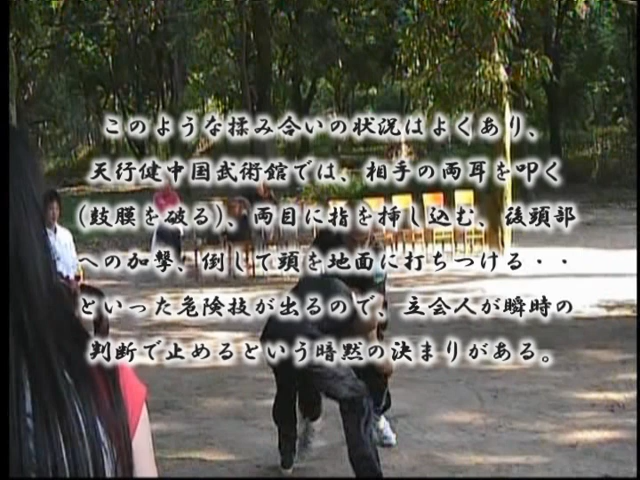 このような揉み合いの状況はよくあり、
天行健中国武術館では、相手の両耳を叩く
(鼓膜を破る)、両目に指を挿し込む、後頭部
への加撃、倒して頭を地面に打ちつける・・
といった危険技が出るので、立会人が瞬時の
判断で止めるという暗黙の決まりがある。